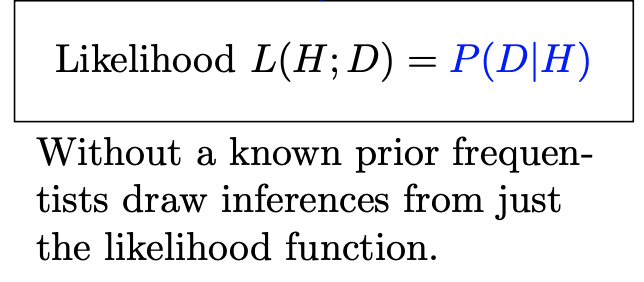 Likelihood L(H; D) = P(D|H)
Without a known prior frequen-
tists draw inferences from just
the likelihood function.